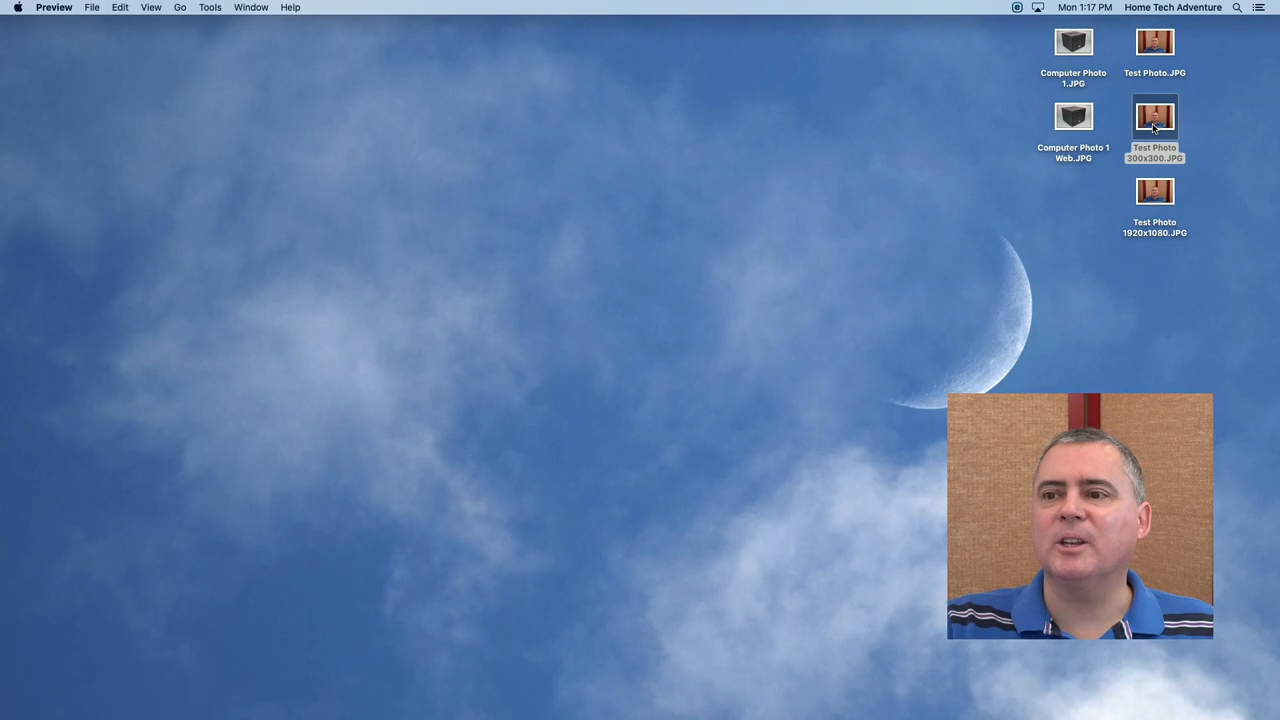 Preview File Edit View Go Tools Window Help Mon 1:17 PM Home Tech Adventure
Computer Photo
1.JPG
Test Photo.JPG
Computer Photo 1
Web.JPG
Test Photo
300x300.JPG
Test Photo
1920x1080.JPG